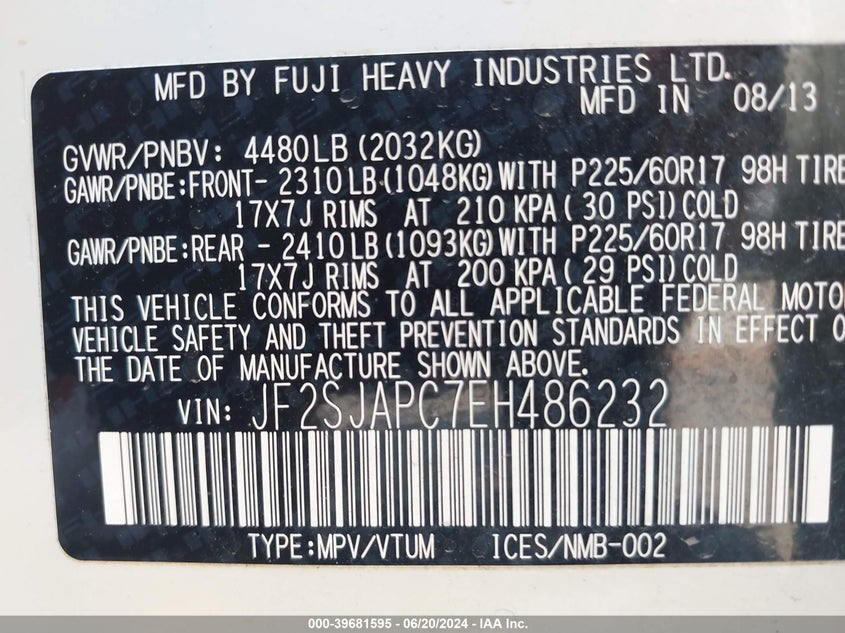 MFD BY FUJI HEAVY INDUSTRIES LTD.
MFD IN 08/13
GVWR/PNBV: 4480LB(2032KG)
GAWR/PNBE:FRONT- 2310LB(1048KG)WITH P225/60R17 98H TIRE
17X7J RIMS AT 210 KPA( 30 PSI)COLD
GAWR/PNBE:REAR - 2410LB(1093KG)WITH P225/60R17 98H TIRE
17X7J RIMS AT 200 KPA( 29 PSI)COLD
THIS VEHICLE CONFORMS TO ALL APPLICABLE FEDERAL MOTO
VEHICLE SAFETY AND THEFT PREVENTION STANDARDS IN EFFECT O
THE DATE OF MANUFACTURE SHOWN ABOVE.
VIN: JF2SJAPC7EH486232
TYPE:MPV/VTUM ICES/NMB-002
000-39681595 - 06/20/2024 - IAA Inc.